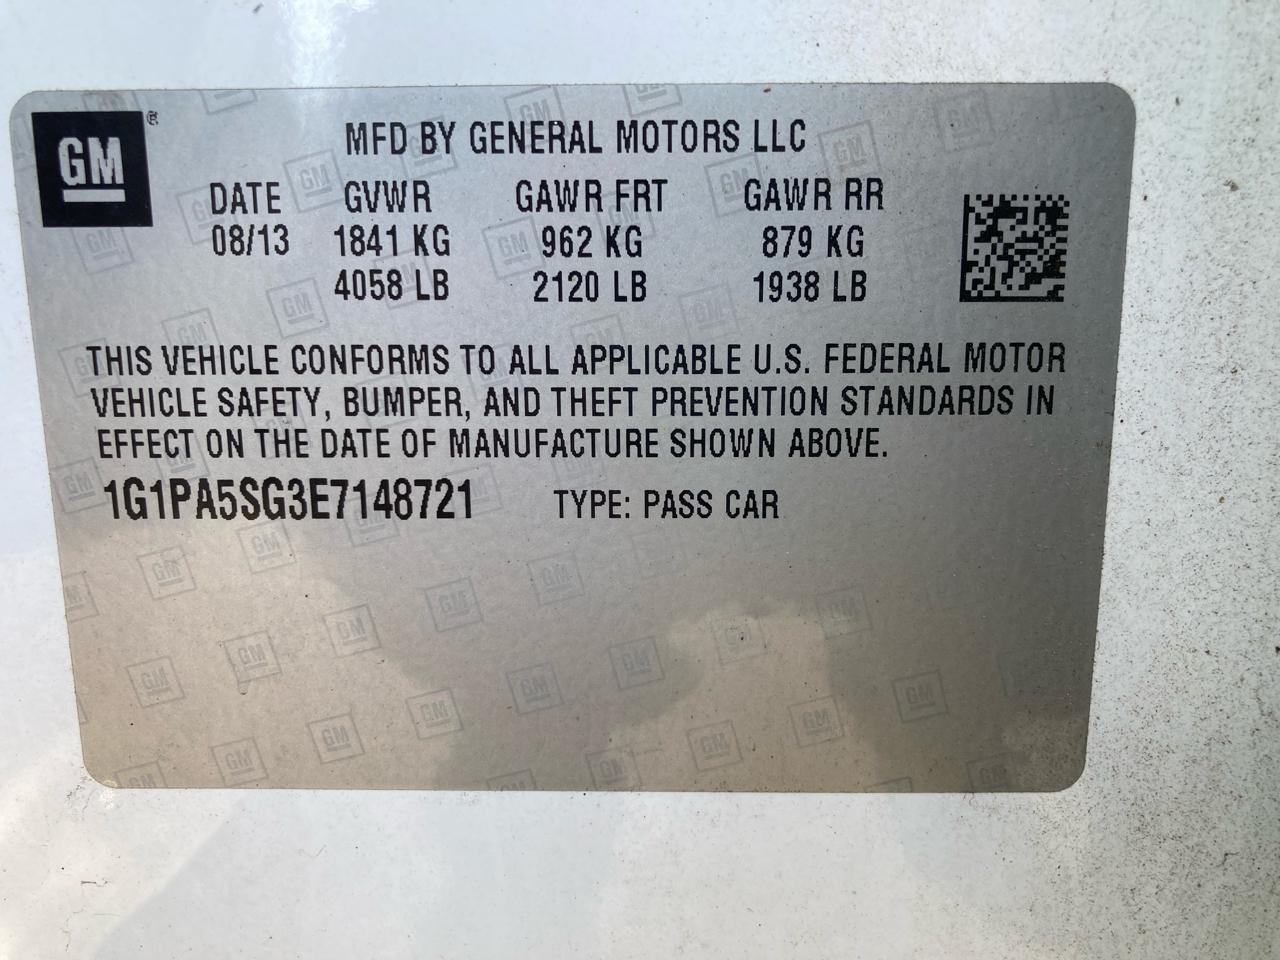 GM ®
MFD BY GENERAL MOTORS LLC
DATE GVWR GAWR FRT GAWR RR
08/13 1841 KG 962 KG 879 KG
4058 LB 2120 LB 1938 LB
THIS VEHICLE CONFORMS TO ALL APPLICABLE U.S. FEDERAL MOTOR
VEHICLE SAFETY, BUMPER, AND THEFT PREVENTION STANDARDS IN
EFFECT ON THE DATE OF MANUFACTURE SHOWN ABOVE.
1G1PA5SG3E7148721 TYPE: PASS CAR